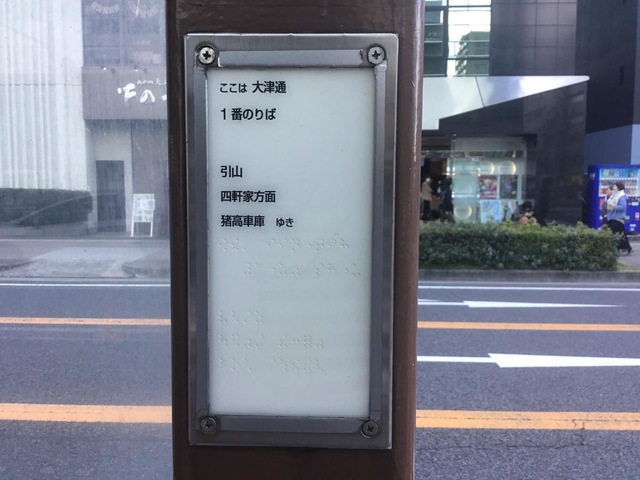 ここは 大津通
1番のりば
引山
四軒家方面
猪高車庫 ゆき